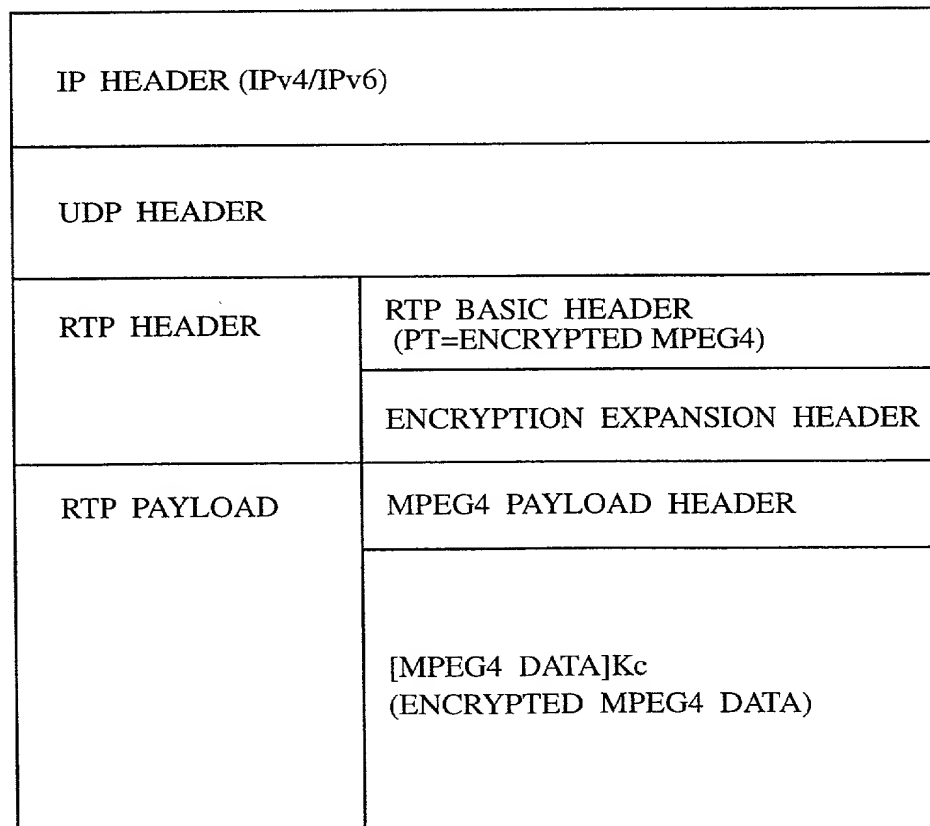 IP HEADER (IPv4/IPv6)
UDP HEADER
RTP HEADER
RTP BASIC HEADER
(PT=ENCRYPTED MPEG4)
ENCRYPTION EXPANSION HEADER
RTP PAYLOAD
MPEG4 PAYLOAD HEADER
[MPEG4 DATA]Kc
(ENCRYPTED MPEG4 DATA)